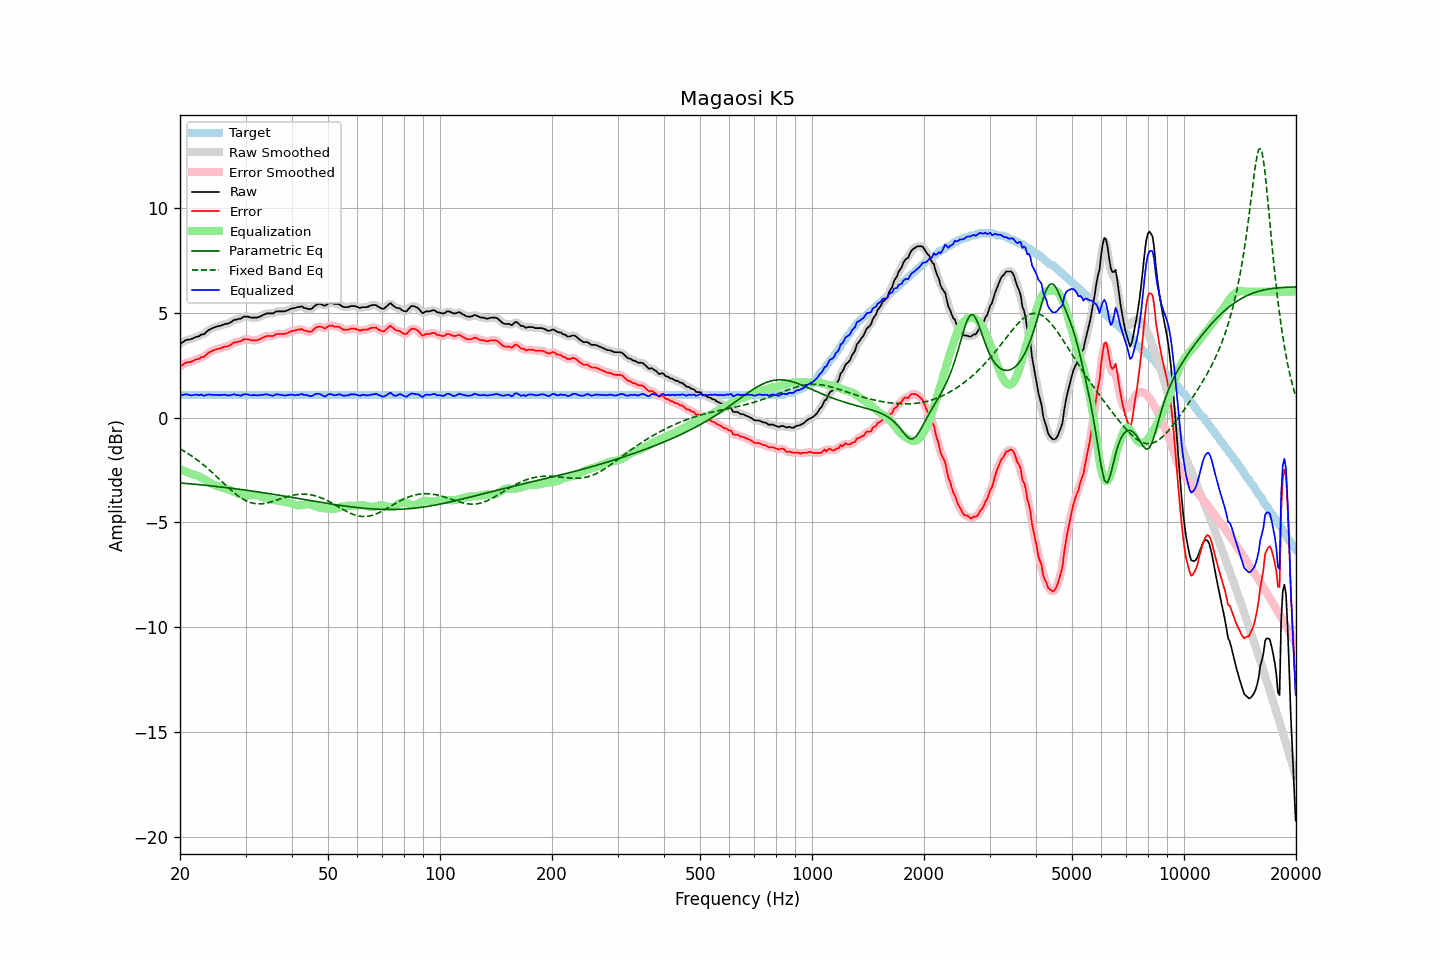 Magaosi K5
Target
Raw Smoothed
Error Smoothed
Raw
Error
Equalization
Parametric Eq
Fixed Band Eq
Equalized
Amplitude (dBr)
10
5
0
−5
−10
−15
−20
20
50
100
200
500
1000
2000
5000
10000
20000
Frequency (Hz)